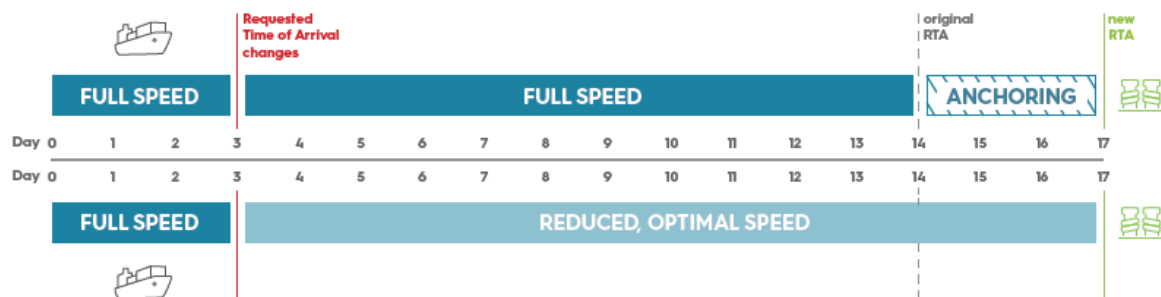 Requested
Time of Arrival
changes
original
RTA
new
RTA
FULL SPEED
FULL SPEED
ANCHORING
Day 0 1 2 3 4 5 6 7 8 9 10 11 12 13 14 15 16 17
Day 0 1 2 3 4 5 6 7 8 9 10 11 12 13 14 15 16 17
FULL SPEED
REDUCED, OPTIMAL SPEED